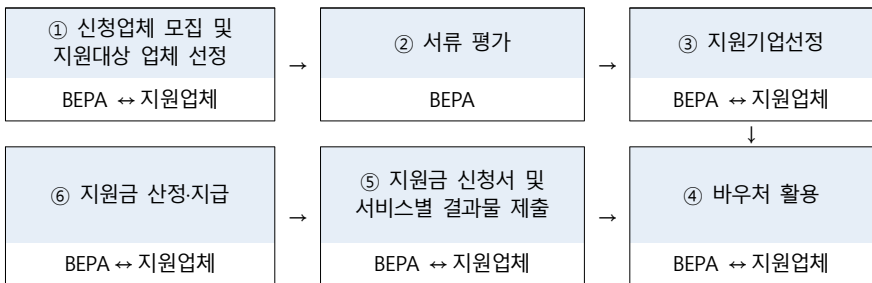 ① 신청업체 모집 및
지원대상 업체 선정
BEPA ↔ 지원업체
→
② 서류 평가
BEPA
→
③ 지원기업선정
BEPA ↔ 지원업체
↓
⑥ 지원금 산정·지급
BEPA ↔ 지원업체
→
⑤ 지원금 신청서 및
서비스별 결과물 제출
BEPA ↔ 지원업체
→
④ 바우처 활용
BEPA ↔ 지원업체